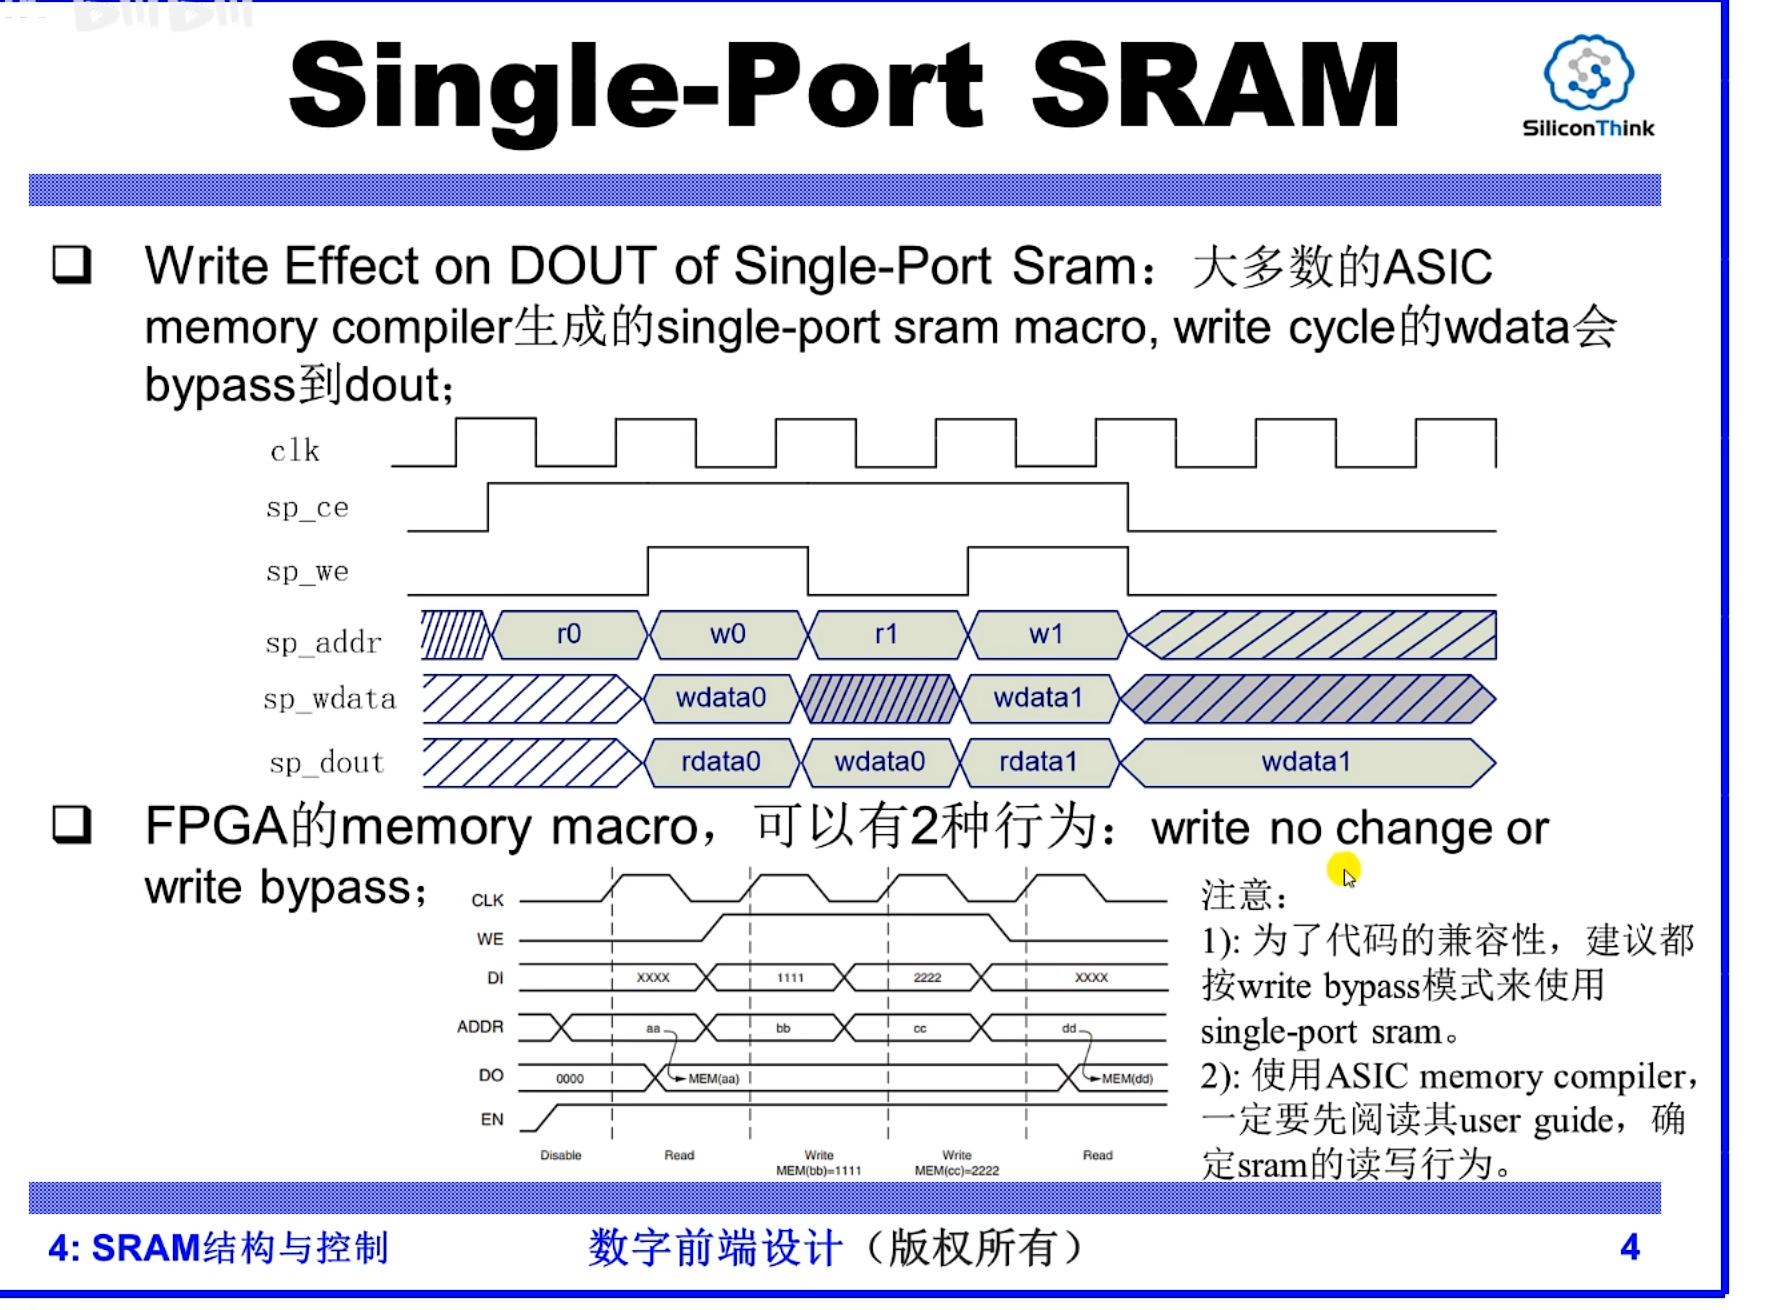 Single-Port SRAM
SiliconThink
Write Effect on DOUT of Single-Port Sram：大多数的ASIC
memory compiler生成的single-port sram macro, write cycle的wdata会
bypass到dout；
clk
sp_ce
sp_we
sp_addr r0 w0 r1 w1
sp_wdata wdata0 wdata1
sp_dout rdata0 wdata0 rdata1 wdata1
FPGA的memory macro，可以有2种行为：write no change or
write bypass；
CLK
WE
DI XXXX 1111 2222 XXXX
ADDR aa bb cc dd
DO 0000 MEM(aa) MEM(dd)
EN
Disable Read Write Write Read
MEM(bb)=1111 MEM(cc)=2222
注意：
1): 为了代码的兼容性，建议都
按write bypass模式来使用
single-port sram。
2): 使用ASIC memory compiler，
一定要先阅读其user guide，确
定sram的读写行为。
4: SRAM结构与控制 数字前端设计（版权所有） 4